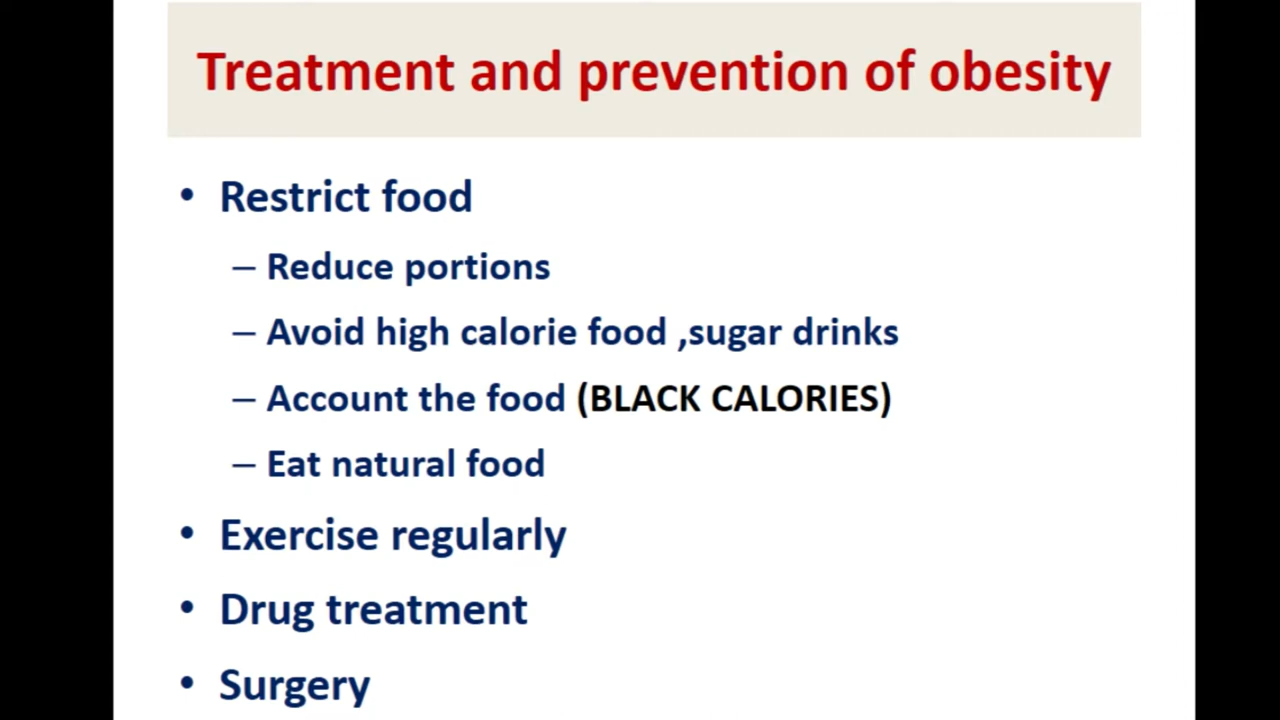 Treatment and prevention of obesity
• Restrict food
– Reduce portions
– Avoid high calorie food ,sugar drinks
– Account the food (BLACK CALORIES)
– Eat natural food
• Exercise regularly
• Drug treatment
• Surgery